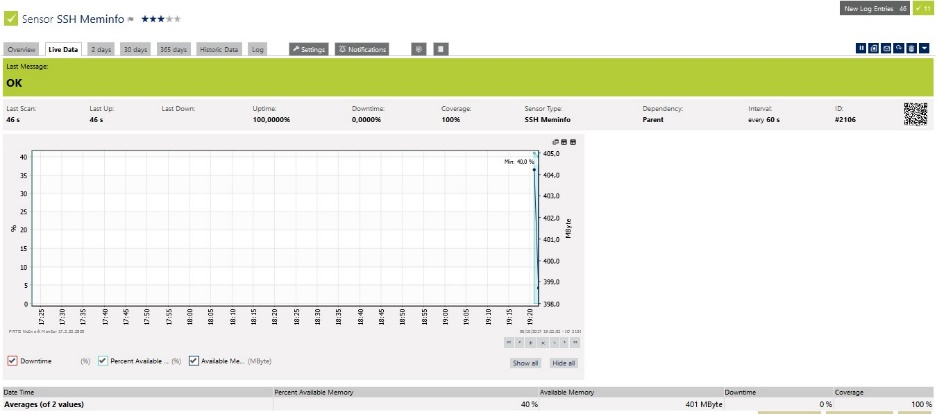 New Log Entries 46 11
Sensor SSH Meminfo
Overview Live Data 2 days 30 days 365 days Historic Data Log Settings Notifications
Last Message:
OK
Last Scan: Last Up: Last Down: Uptime: Downtime: Coverage: Sensor Type: Dependency: Interval: ID:
46 s 46 s 100,0000% 0,0000% 100% SSH Meminfo Parent every 60 s #2106
40 35 30 25 20 15 10 5 0
%
Min: 40,0 %
405,0 404,0 403,0 402,0 401,0 400,0 399,0 398,0
MByte
17:25 17:30 17:35 17:40 17:45 17:50 17:55 18:00 18:05 18:10 18:15 18:20 18:25 18:30 18:35 18:40 18:45 18:50 18:55 19:00 19:05 19:10 19:15 19:20
Downtime (%) Percent Available ... (%) Available Me... (MByte)
Show all Hide all
Date Time Percent Available Memory Available Memory Downtime Coverage
Averages (of 2 values) 40 % 401 MByte 0 % 100 %